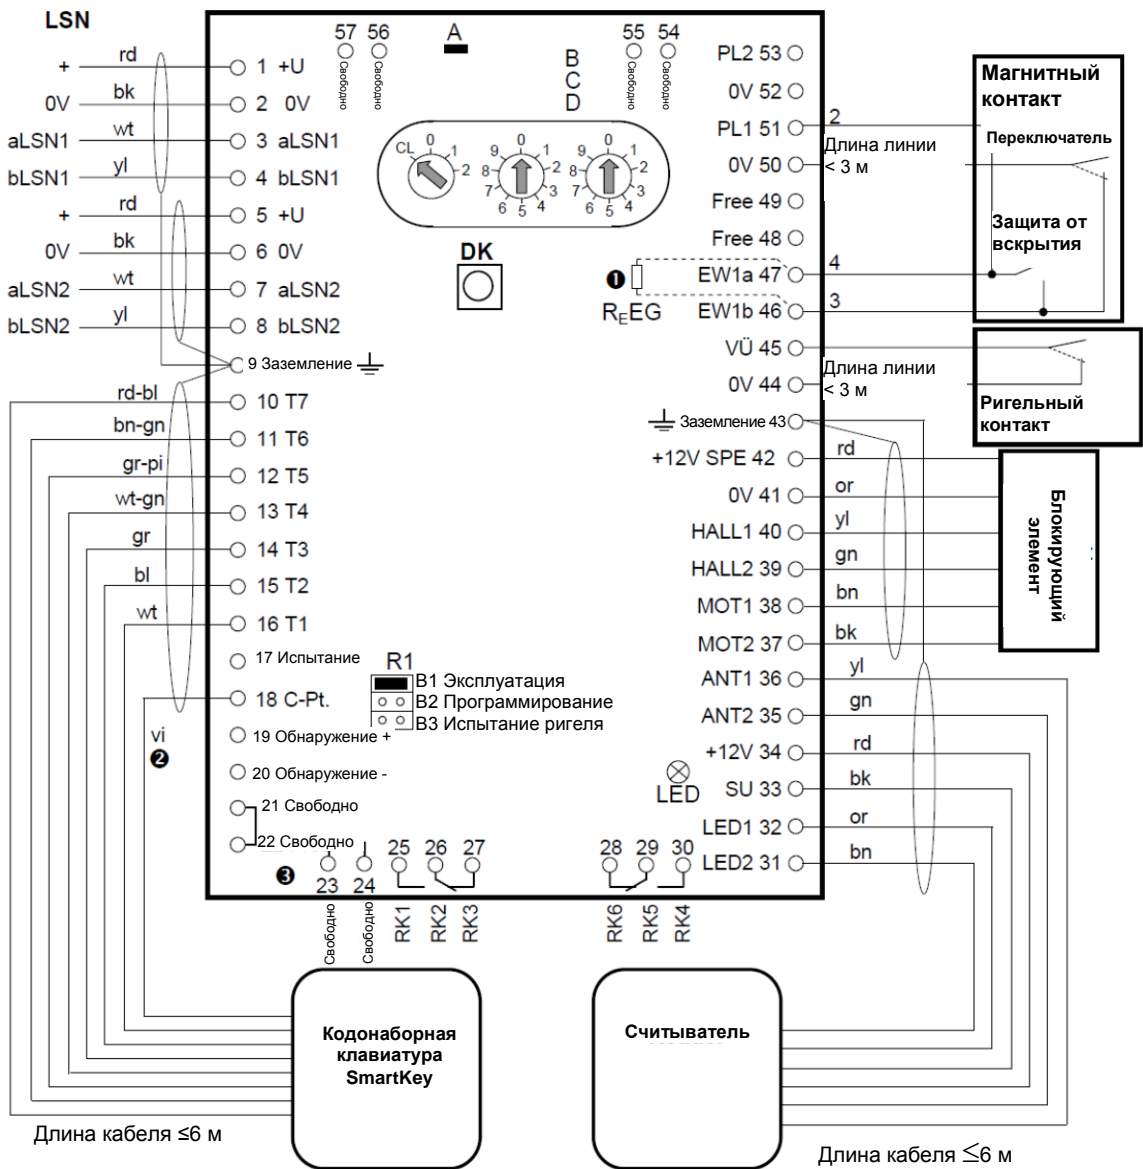 LSN
+ rd 1 +U
0V bk 2 0V
aLSN1 wt 3 aLSN1
bLSN1 yl 4 bLSN1
+ rd 5 +U
0V bk 6 0V
aLSN2 wt 7 aLSN2
bLSN2 yl 8 bLSN2
9 Заземление
rd-bl 10 T7
bn-gn 11 T6
gr-pi 12 T5
wt-gn 13 T4
gr 14 T3
bl 15 T2
wt 16 T1
17 Испытание
18 C-Pt.
vi
❷
19 Обнаружение +
20 Обнаружение -
21 Свободно
22 Свободно
❸
57 56
Свободно
Свободно
A
B
C
D
55 54
Свободно
Свободно
CL 0 1 2
0 1 2 3 4 5 6 7 8 9
0 1 2 3 4 5 6 7 8 9
DK
❶
REEG
R1
B1 Эксплуатация
B2 Программирование
B3 Испытание ригеля
LED
23 24
Свободно
Свободно
25 26 27
RK1 RK2 RK3
28 29 30
RK6 RK5 RK4
PL2 53
0V 52
PL1 51 2
Длина линии
< 3 м
0V 50
Free 49
Free 48
EW1a 47 4
EW1b 46 3
VÜ 45
Длина линии
< 3 м
0V 44
Заземление 43
+12V SPE 42 rd
0V 41 or
HALL1 40 yl
HALL2 39 gn
MOT1 38 bn
MOT2 37 bk
ANT1 36 yl
ANT2 35 gn
+12V 34 rd
SU 33 bk
LED1 32 or
LED2 31 bn
Магнитный
контакт
Переключатель
Защита от
вскрытия
Ригельный
контакт
Блокирующий
элемент
Кодонаборная
клавиатура
SmartKey
Считыватель
Длина кабеля ≤6 м
Длина кабеля ≤6 м